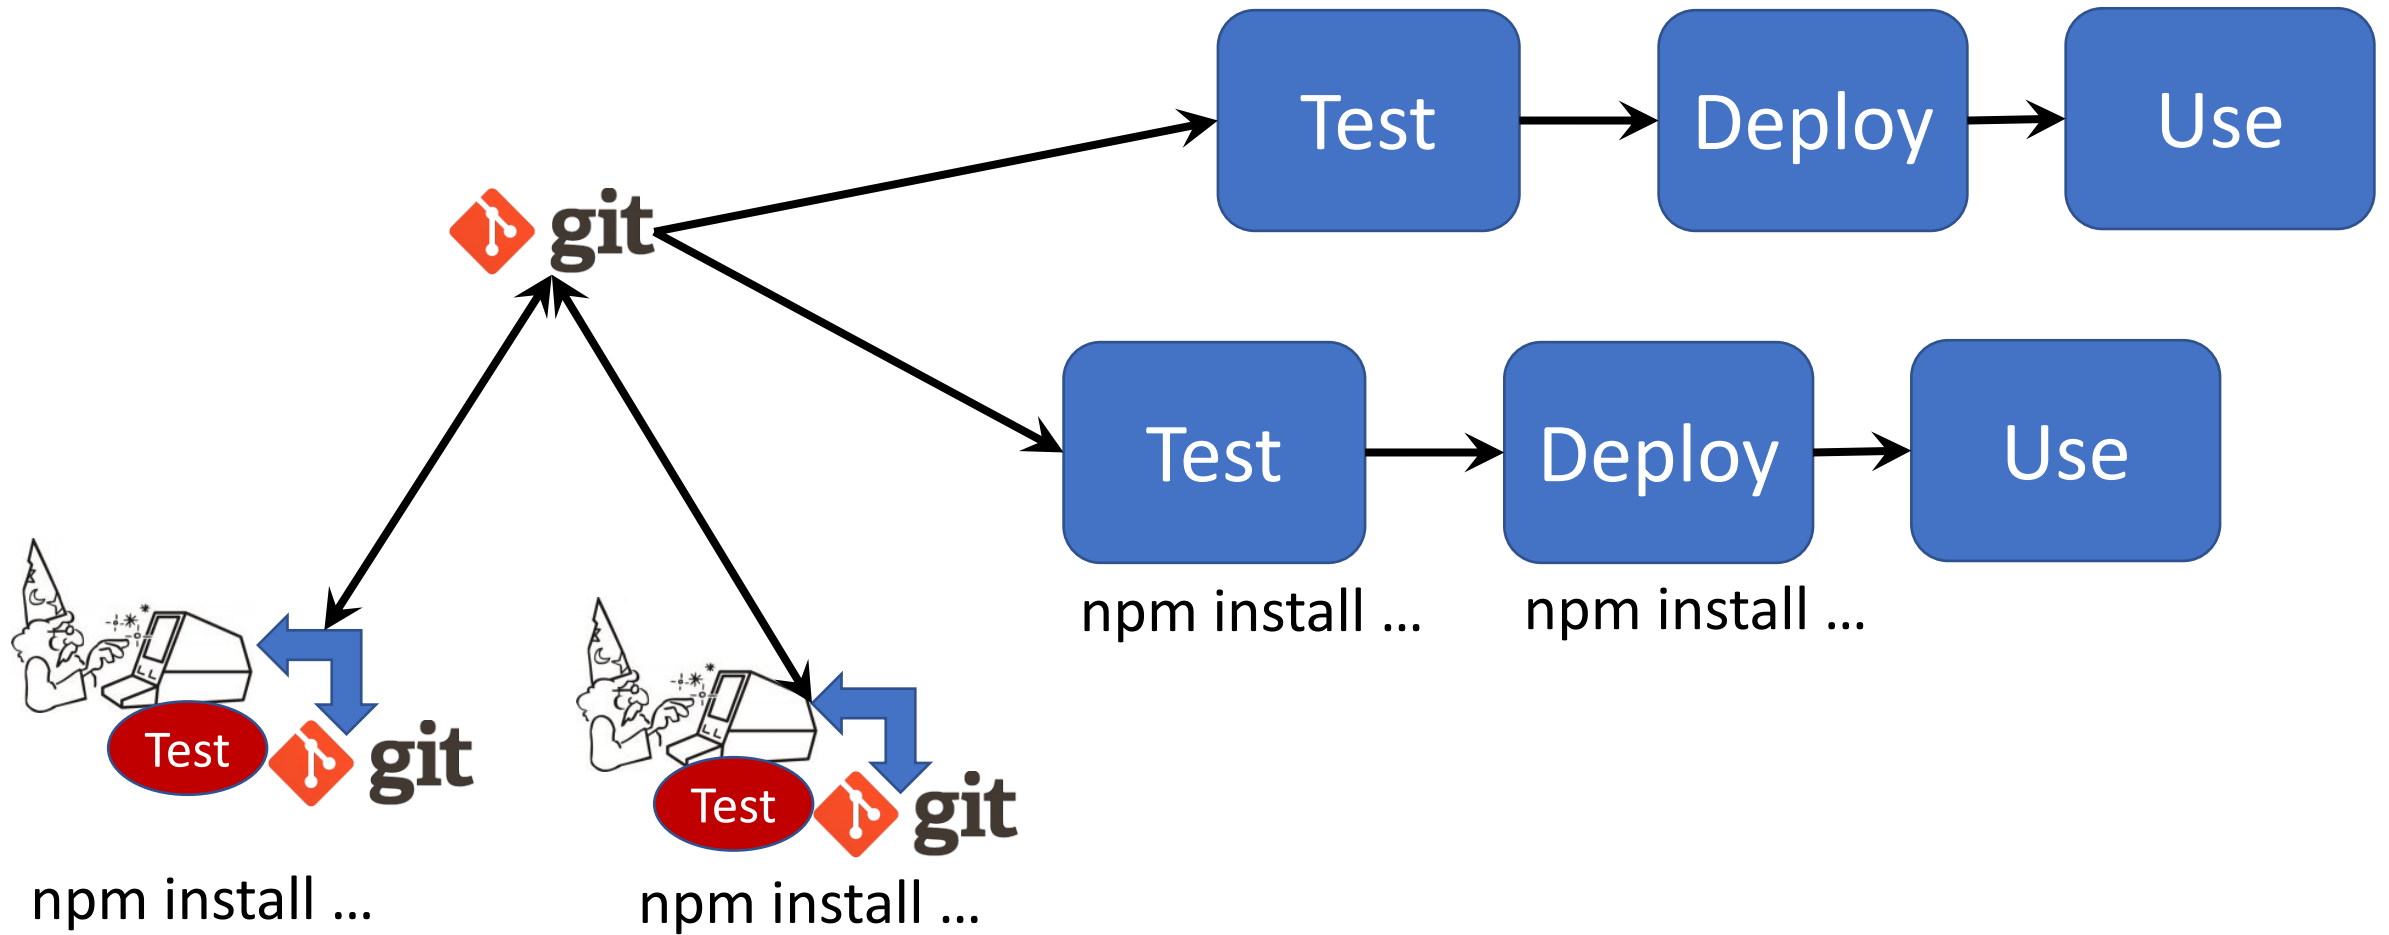 Test
Deploy
Use
git
Test
Deploy
Use
npm install ...
npm install ...
Test
git
Test
git
npm install ...
npm install ...